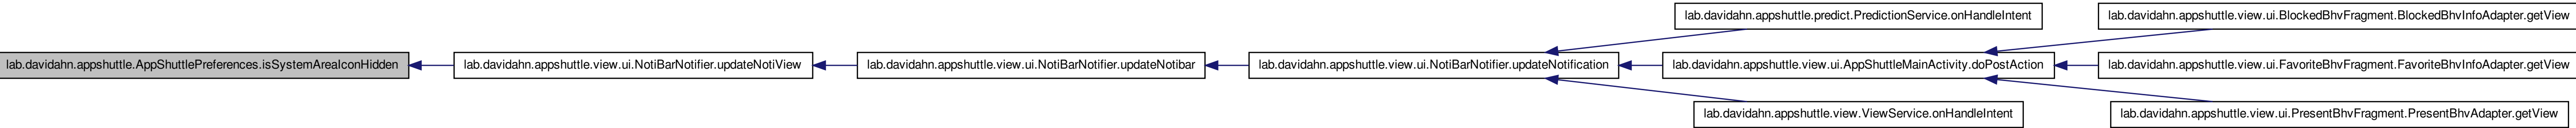 lab.davidahn.appshuttle.AppShuttlePreferences.isSystemAreaIconHidden
lab.davidahn.appshuttle.view.ui.NotiBarNotifier.updateNotiView
lab.davidahn.appshuttle.view.ui.NotiBarNotifier.updateNotibar
lab.davidahn.appshuttle.view.ui.NotiBarNotifier.updateNotification
lab.davidahn.appshuttle.predict.PredictionService.onHandleIntent
lab.davidahn.appshuttle.view.ui.AppShuttleMainActivity.doPostAction
lab.davidahn.appshuttle.view.ViewService.onHandleIntent
lab.davidahn.appshuttle.view.ui.BlockedBhvFragment.BlockedBhvInfoAdapter.getView
lab.davidahn.appshuttle.view.ui.FavoriteBhvFragment.FavoriteBhvInfoAdapter.getView
lab.davidahn.appshuttle.view.ui.PresentBhvFragment.PresentBhvAdapter.getView